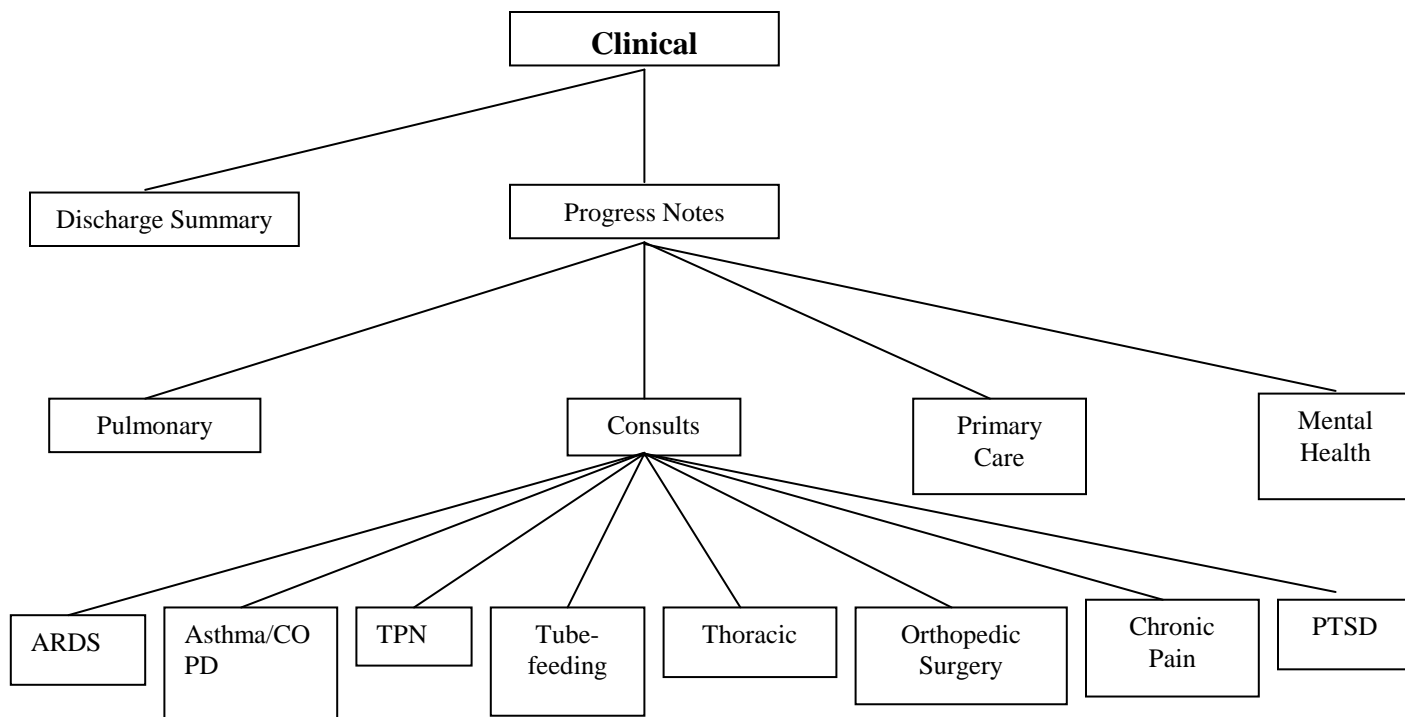 Clinical
Discharge Summary
Progress Notes
Pulmonary
Consults
Primary
Care
Mental
Health
ARDS
Asthma/CO
PD
TPN
Tube-
feeding
Thoracic
Orthopedic
Surgery
Chronic
Pain
PTSD